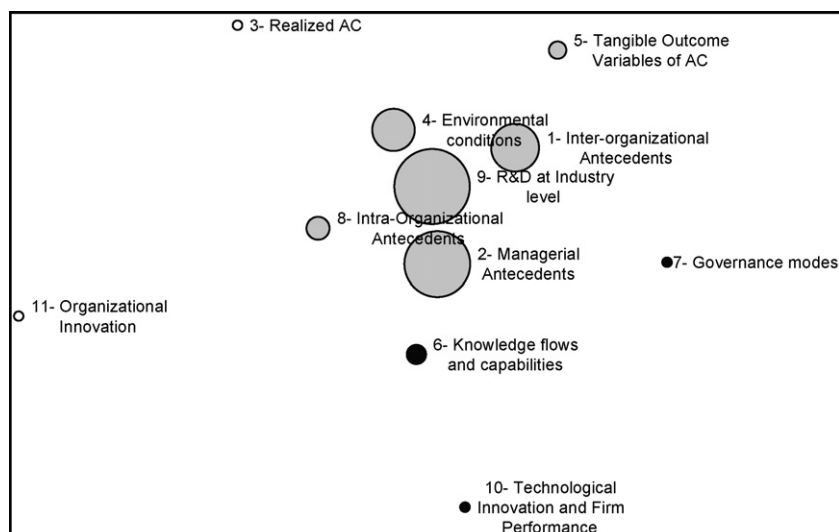 3- Realized AC
5- Tangible Outcome
Variables of AC
4- Environmental
conditions
1- Inter-organizational
Antecedents
9- R&D at Industry
level
8- Intra-Organizational
Antecedents
2- Managerial
Antecedents
7- Governance modes
11- Organizational
Innovation
6- Knowledge flows
and capabilities
10- Technological
Innovation and Firm
Performance